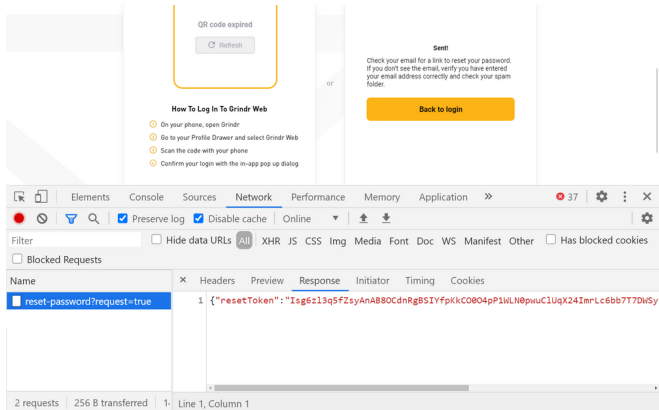 QR code expired
Refresh
or
How To Log In To Grindr Web
On your phone, open Grindr
Go to your Profile Drawer and select Grindr Web
Scan the code with your phone
Confirm your login with the in-app pop up dialog
Sent!
Check your email for a link to reset your password.
If you don't see the email, verify you have entered
your email address correctly and check your spam
folder.
Back to login
Elements Console Sources Network Performance Memory Application » 37
Preserve log Disable cache Online
Filter Hide data URLs All XHR JS CSS Img Media Font Doc WS Manifest Other Has blocked cookies
Blocked Requests
Name × Headers Preview Response Initiator Timing Cookies
reset-password?request=true 1 {"resetToken":
2 requests 256 B transferred Line 1, Column 1